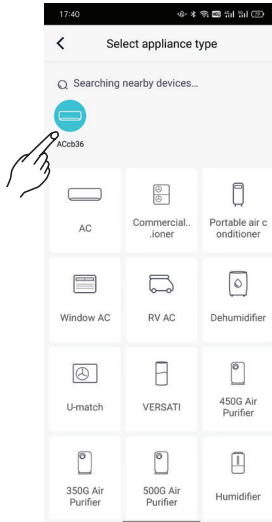 17:40
Select appliance type
Searching nearby devices...
ACcb36
AC
Commercial..
.ioner
Portable air c
onditioner
Window AC
RV AC
Dehumidifier
U-match
VERSATI
450G Air
Purifier
350G Air
Purifier
500G Air
Purifier
Humidifier